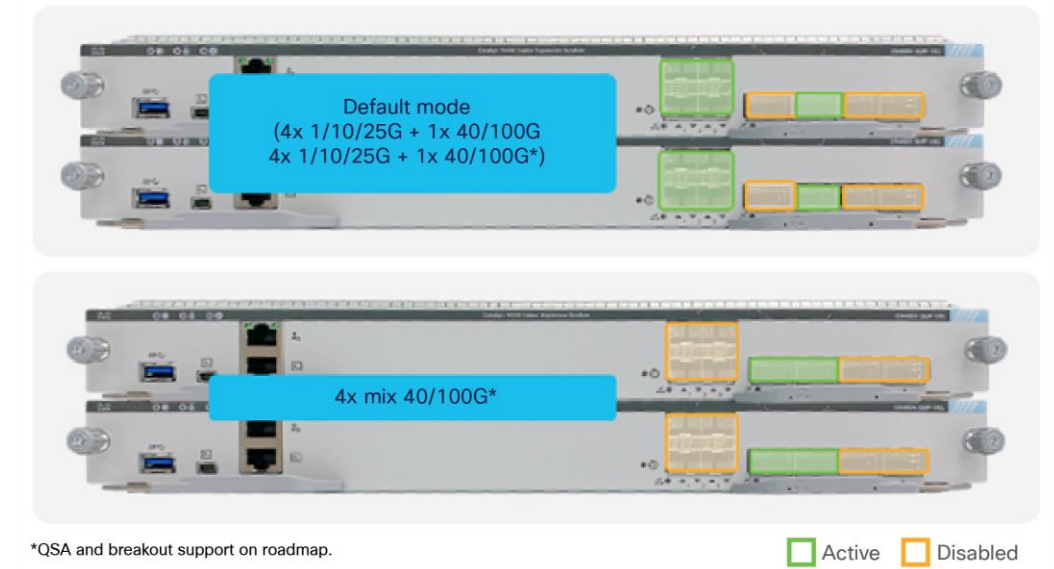 Default mode
(4x 1/10/25G + 1x 40/100G
4x 1/10/25G + 1x 40/100G*)
4x mix 40/100G*
*QSA and breakout support on roadmap.
Active
Disabled